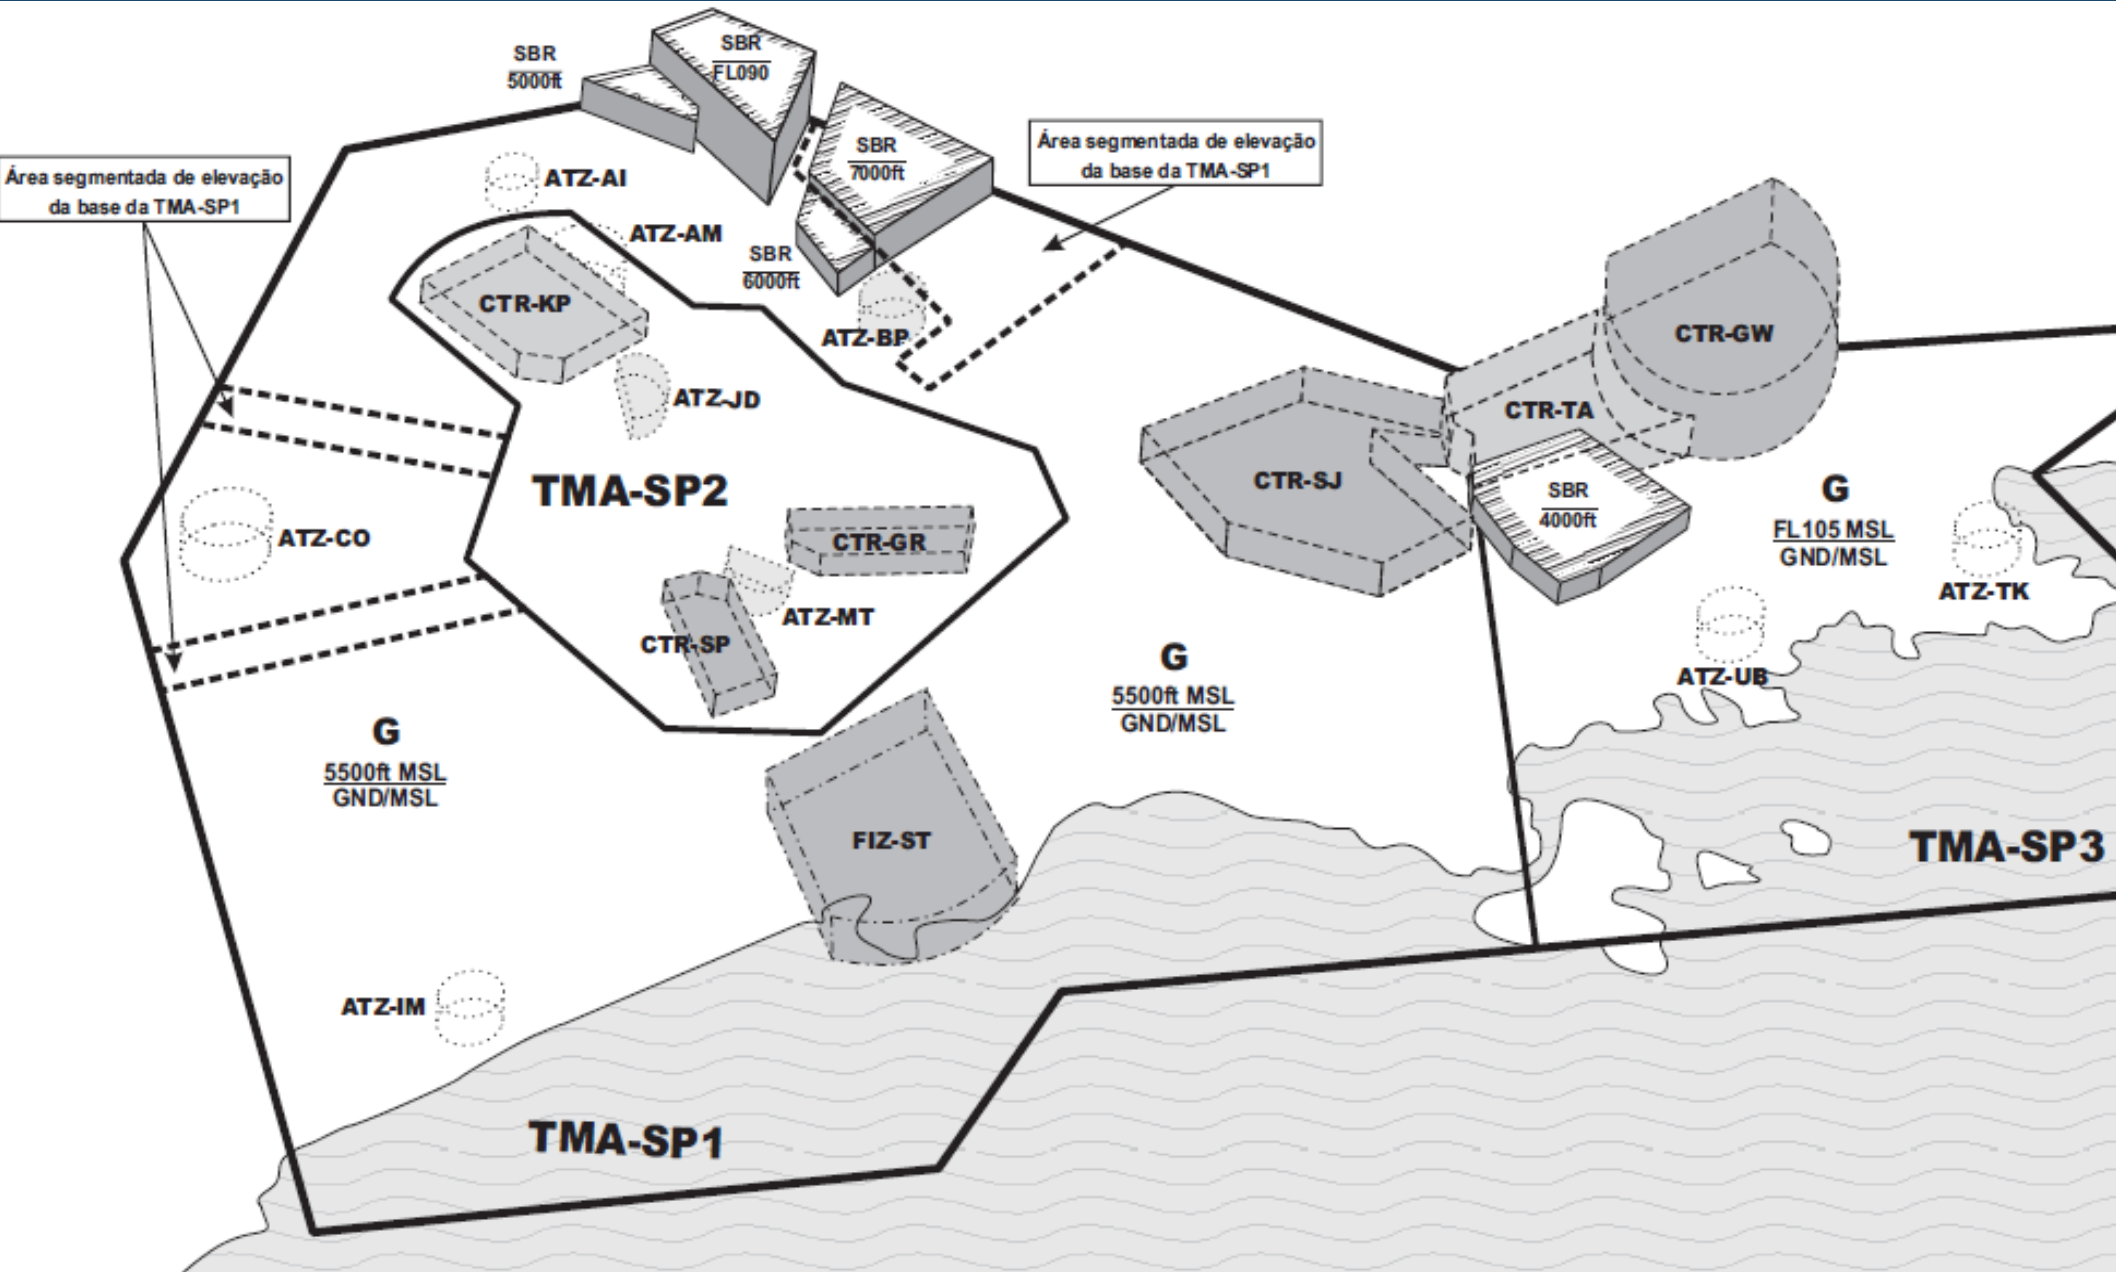 SBR
FL090
SBR
5000ft
SBR
7000ft
Área segmentada de elevação
da base da TMA-SP1
Área segmentada de elevação
da base da TMA-SP1
ATZ-AI
ATZ-AM
SBR
6000ft
CTR-KP
ATZ-BP
CTR-GW
ATZ-JD
CTR-TA
TMA-SP2
CTR-SJ
SBR
4000ft
G
FL105 MSL
GND/MSL
ATZ-CO
CTR-GR
ATZ-TK
ATZ-MT
CTR-SP
G
5500ft MSL
GND/MSL
ATZ-UB
G
5500ft MSL
GND/MSL
FIZ-ST
TMA-SP3
ATZ-IM
TMA-SP1